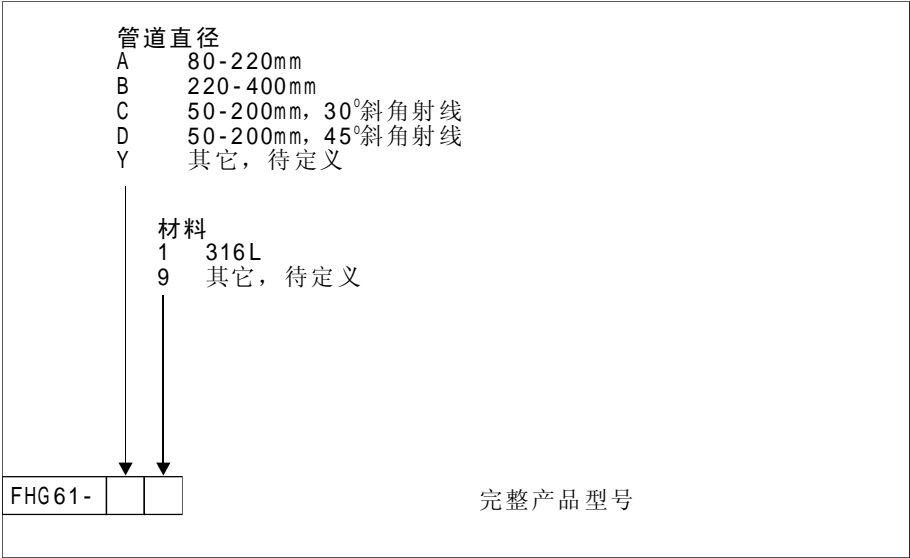 管道直径
A 80-220mm
B 220-400mm
C 50-200mm，30°斜角射线
D 50-200mm，45°斜角射线
Y 其它，待定义
材料
1 316L
9 其它，待定义
FHG61-
完整产品型号